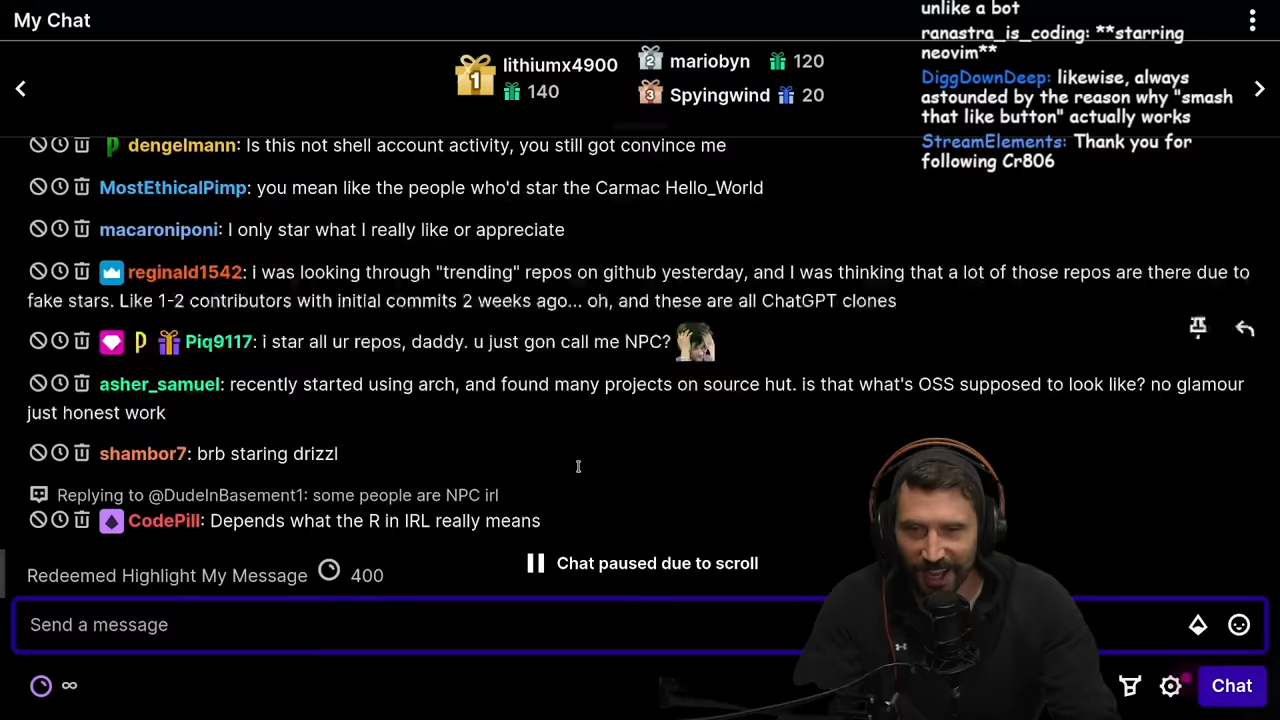 My Chat
unlike a bot
ranastra_is_coding: **starring
neovim**
DiggDownDeep: likewise, always
astounded by the reason why "smash
that like button" actually works
StreamElements: Thank you for
following Cr806
1 lithiumx4900
140
2 mariobyn 120
3 Spyingwind 20
dengelmann: Is this not shell account activity, you still got convince me
MostEthicalPimp: you mean like the people who'd star the Carmac Hello_World
macaroniponi: I only star what I really like or appreciate
reginald1542: i was looking through "trending" repos on github yesterday, and I was thinking that a lot of those repos are there due to
fake stars. Like 1-2 contributors with initial commits 2 weeks ago... oh, and these are all ChatGPT clones
Piq9117: i star all ur repos, daddy. u just gon call me NPC?
asher_samuel: recently started using arch, and found many projects on source hut. is that what's OSS supposed to look like? no glamour
just honest work
shambor7: brb staring drizzl
Replying to @DudeInBasement1: some people are NPC irl
CodePill: Depends what the R in IRL really means
Chat paused due to scroll
Redeemed Highlight My Message 400
Send a message
∞
Chat